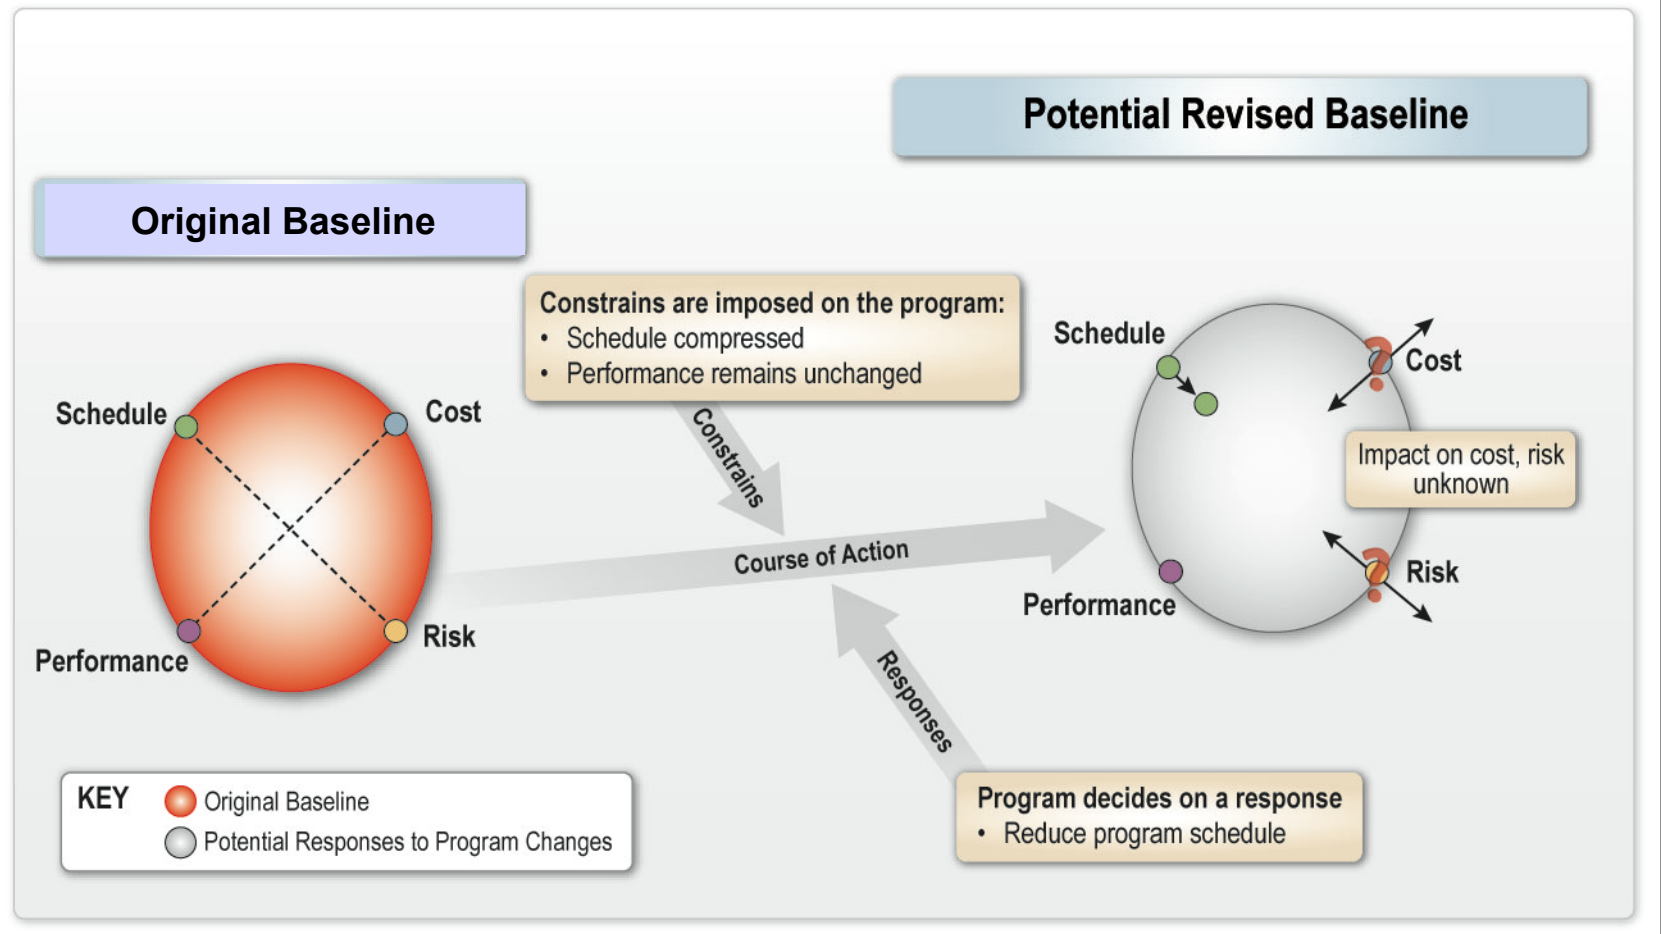 Potential Revised Baseline
Original Baseline
Constrains are imposed on the program:
• Schedule compressed
• Performance remains unchanged
Schedule
Cost
Performance
Risk
Constrains
Course of Action
Responses
Schedule
? Cost
Impact on cost, risk
unknown
? Risk
Performance
Program decides on a response
• Reduce program schedule
KEY
Original Baseline
Potential Responses to Program Changes